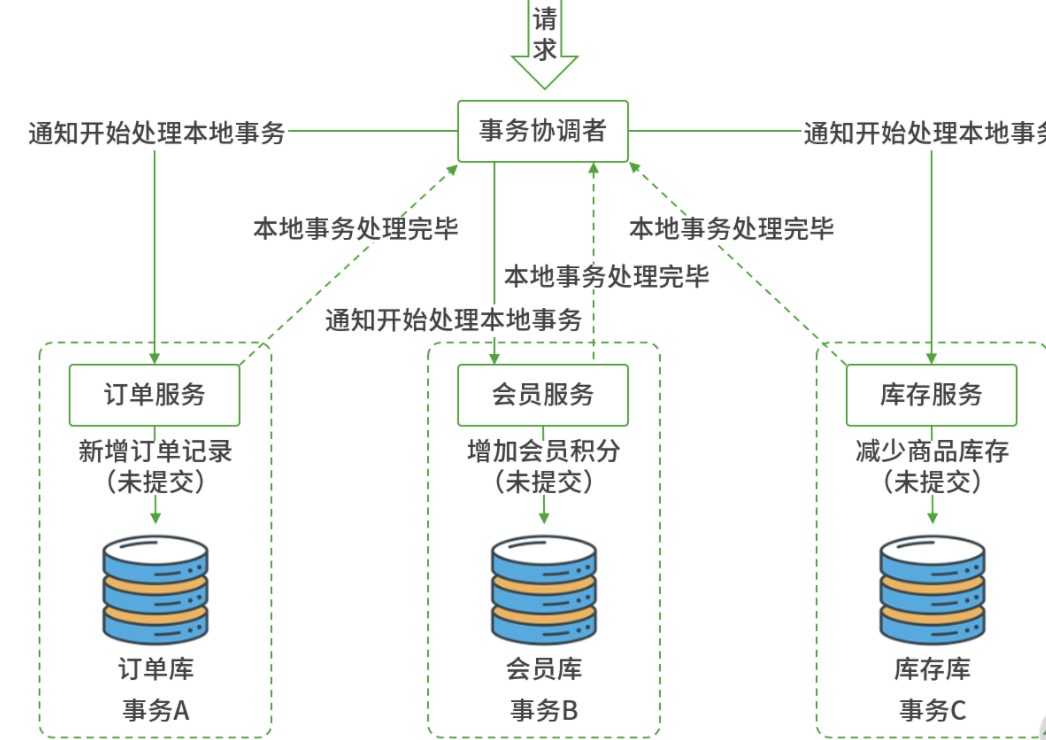 请
求
事务协调者
通知开始处理本地事务
通知开始处理本地事务
本地事务处理完毕
本地事务处理完毕
本地事务处理完毕
通知开始处理本地事务
订单服务
会员服务
库存服务
新增订单记录
（未提交）
增加会员积分
（未提交）
减少商品库存
（未提交）
订单库
会员库
库存库
事务A
事务B
事务C